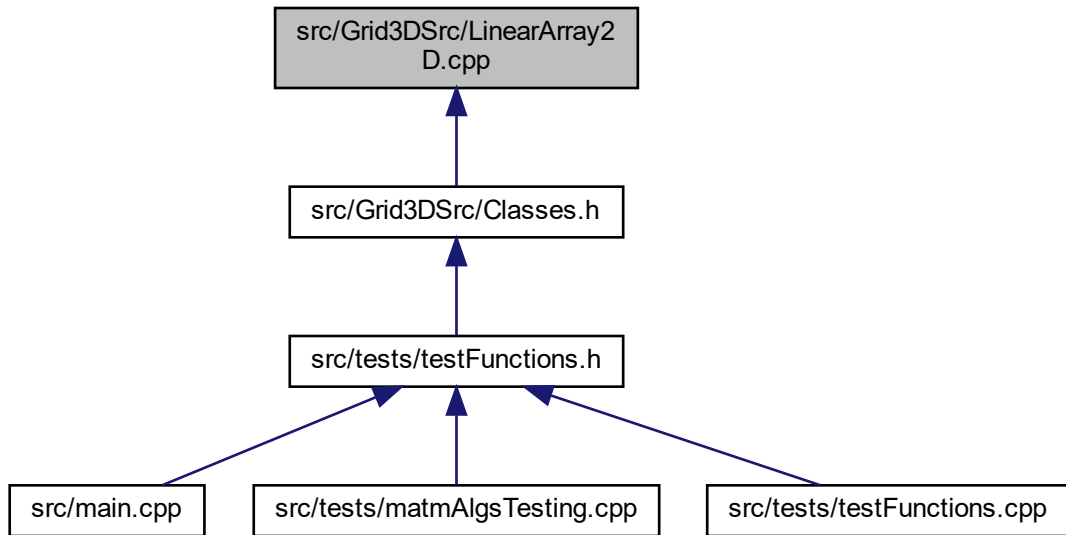 src/Grid3DSrc/LinearArray2
D.cpp
src/Grid3DSrc/Classes.h
src/tests/testFunctions.h
src/main.cpp
src/tests/matmAlgsTesting.cpp
src/tests/testFunctions.cpp